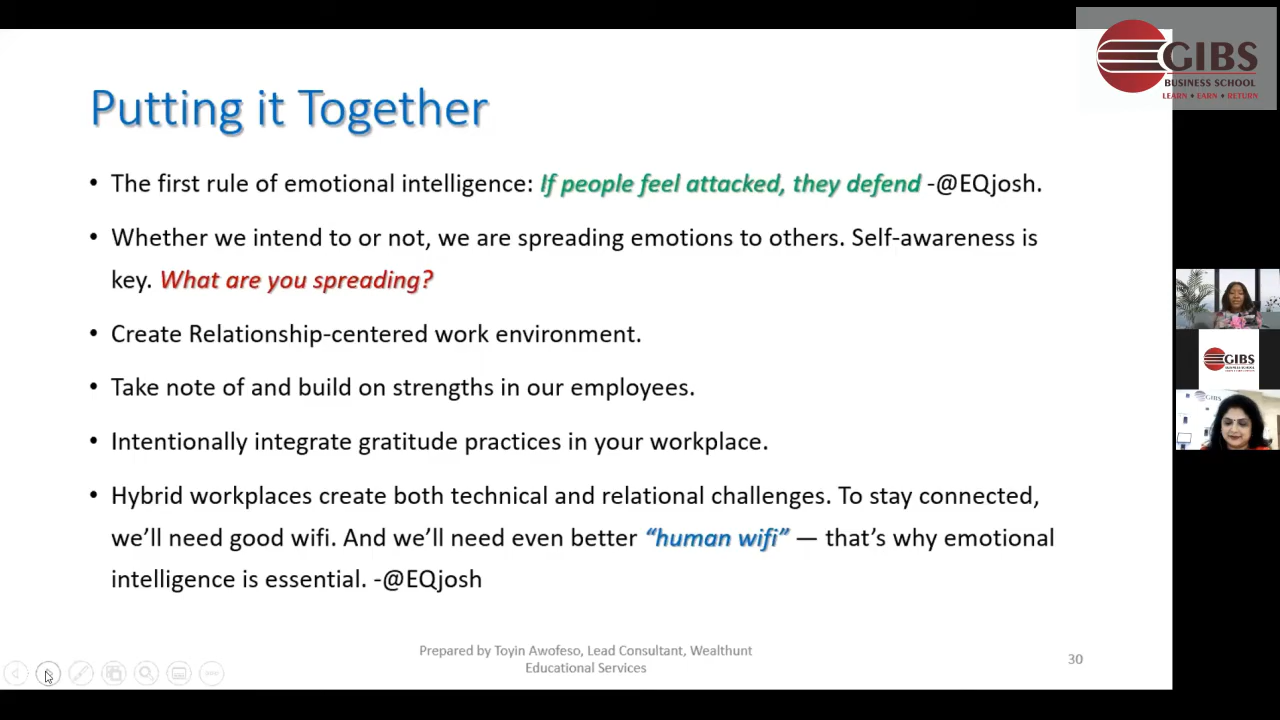 GIBS
BUSINESS SCHOOL
LEARN • EARN • RETURN
Putting it Together
• The first rule of emotional intelligence: If people feel attacked, they defend -@EQjosh.
• Whether we intend to or not, we are spreading emotions to others. Self-awareness is
key. What are you spreading?
• Create Relationship-centered work environment.
• Take note of and build on strengths in our employees.
• Intentionally integrate gratitude practices in your workplace.
• Hybrid workplaces create both technical and relational challenges. To stay connected,
we’ll need good wifi. And we’ll need even better “human wifi” — that’s why emotional
intelligence is essential. -@EQjosh
Prepared by Toyin Awofeso, Lead Consultant, Wealthunt
Educational Services
30
GIBS
GIBS